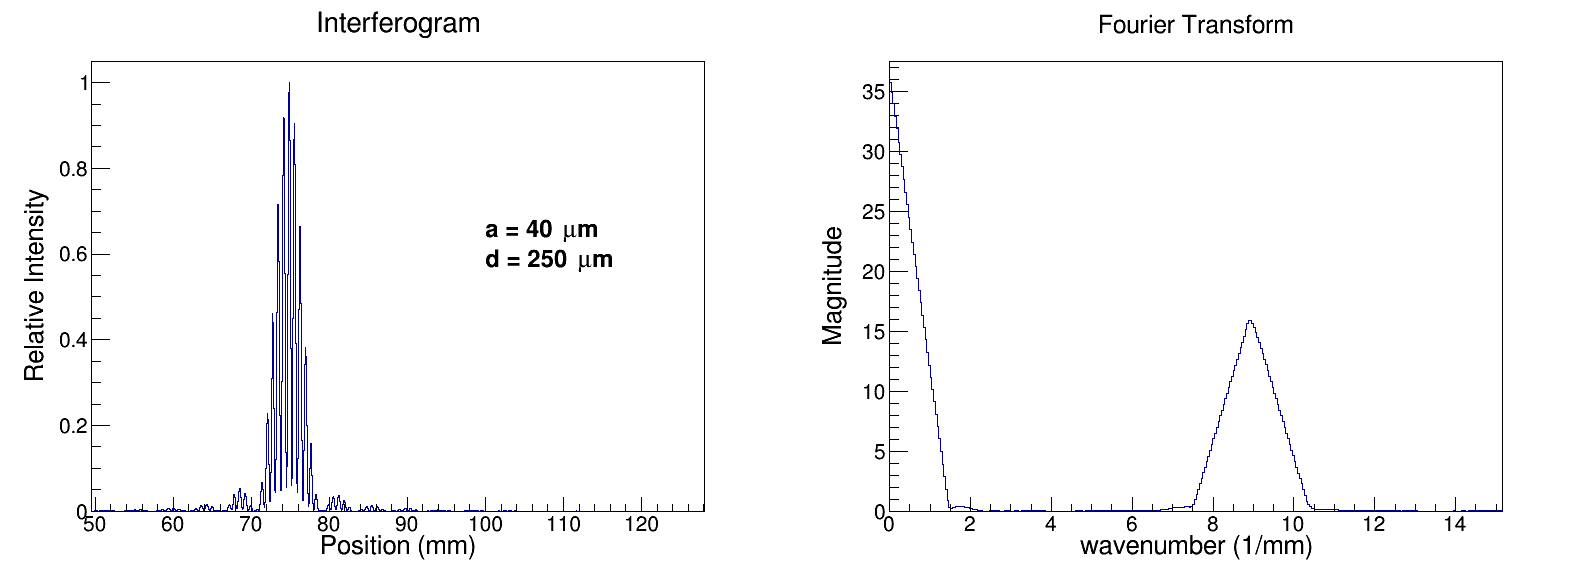 Interferogram
Relative Intensity
1
0.8
0.6
0.4
0.2
0
a = 40 μm
d = 250 μm
50 60 70 80 90 100 110 120
Position (mm)
Fourier Transform
Magnitude
35
30
25
20
15
10
5
0
0 2 4 6 8 10 12 14
wavenumber (1/mm)